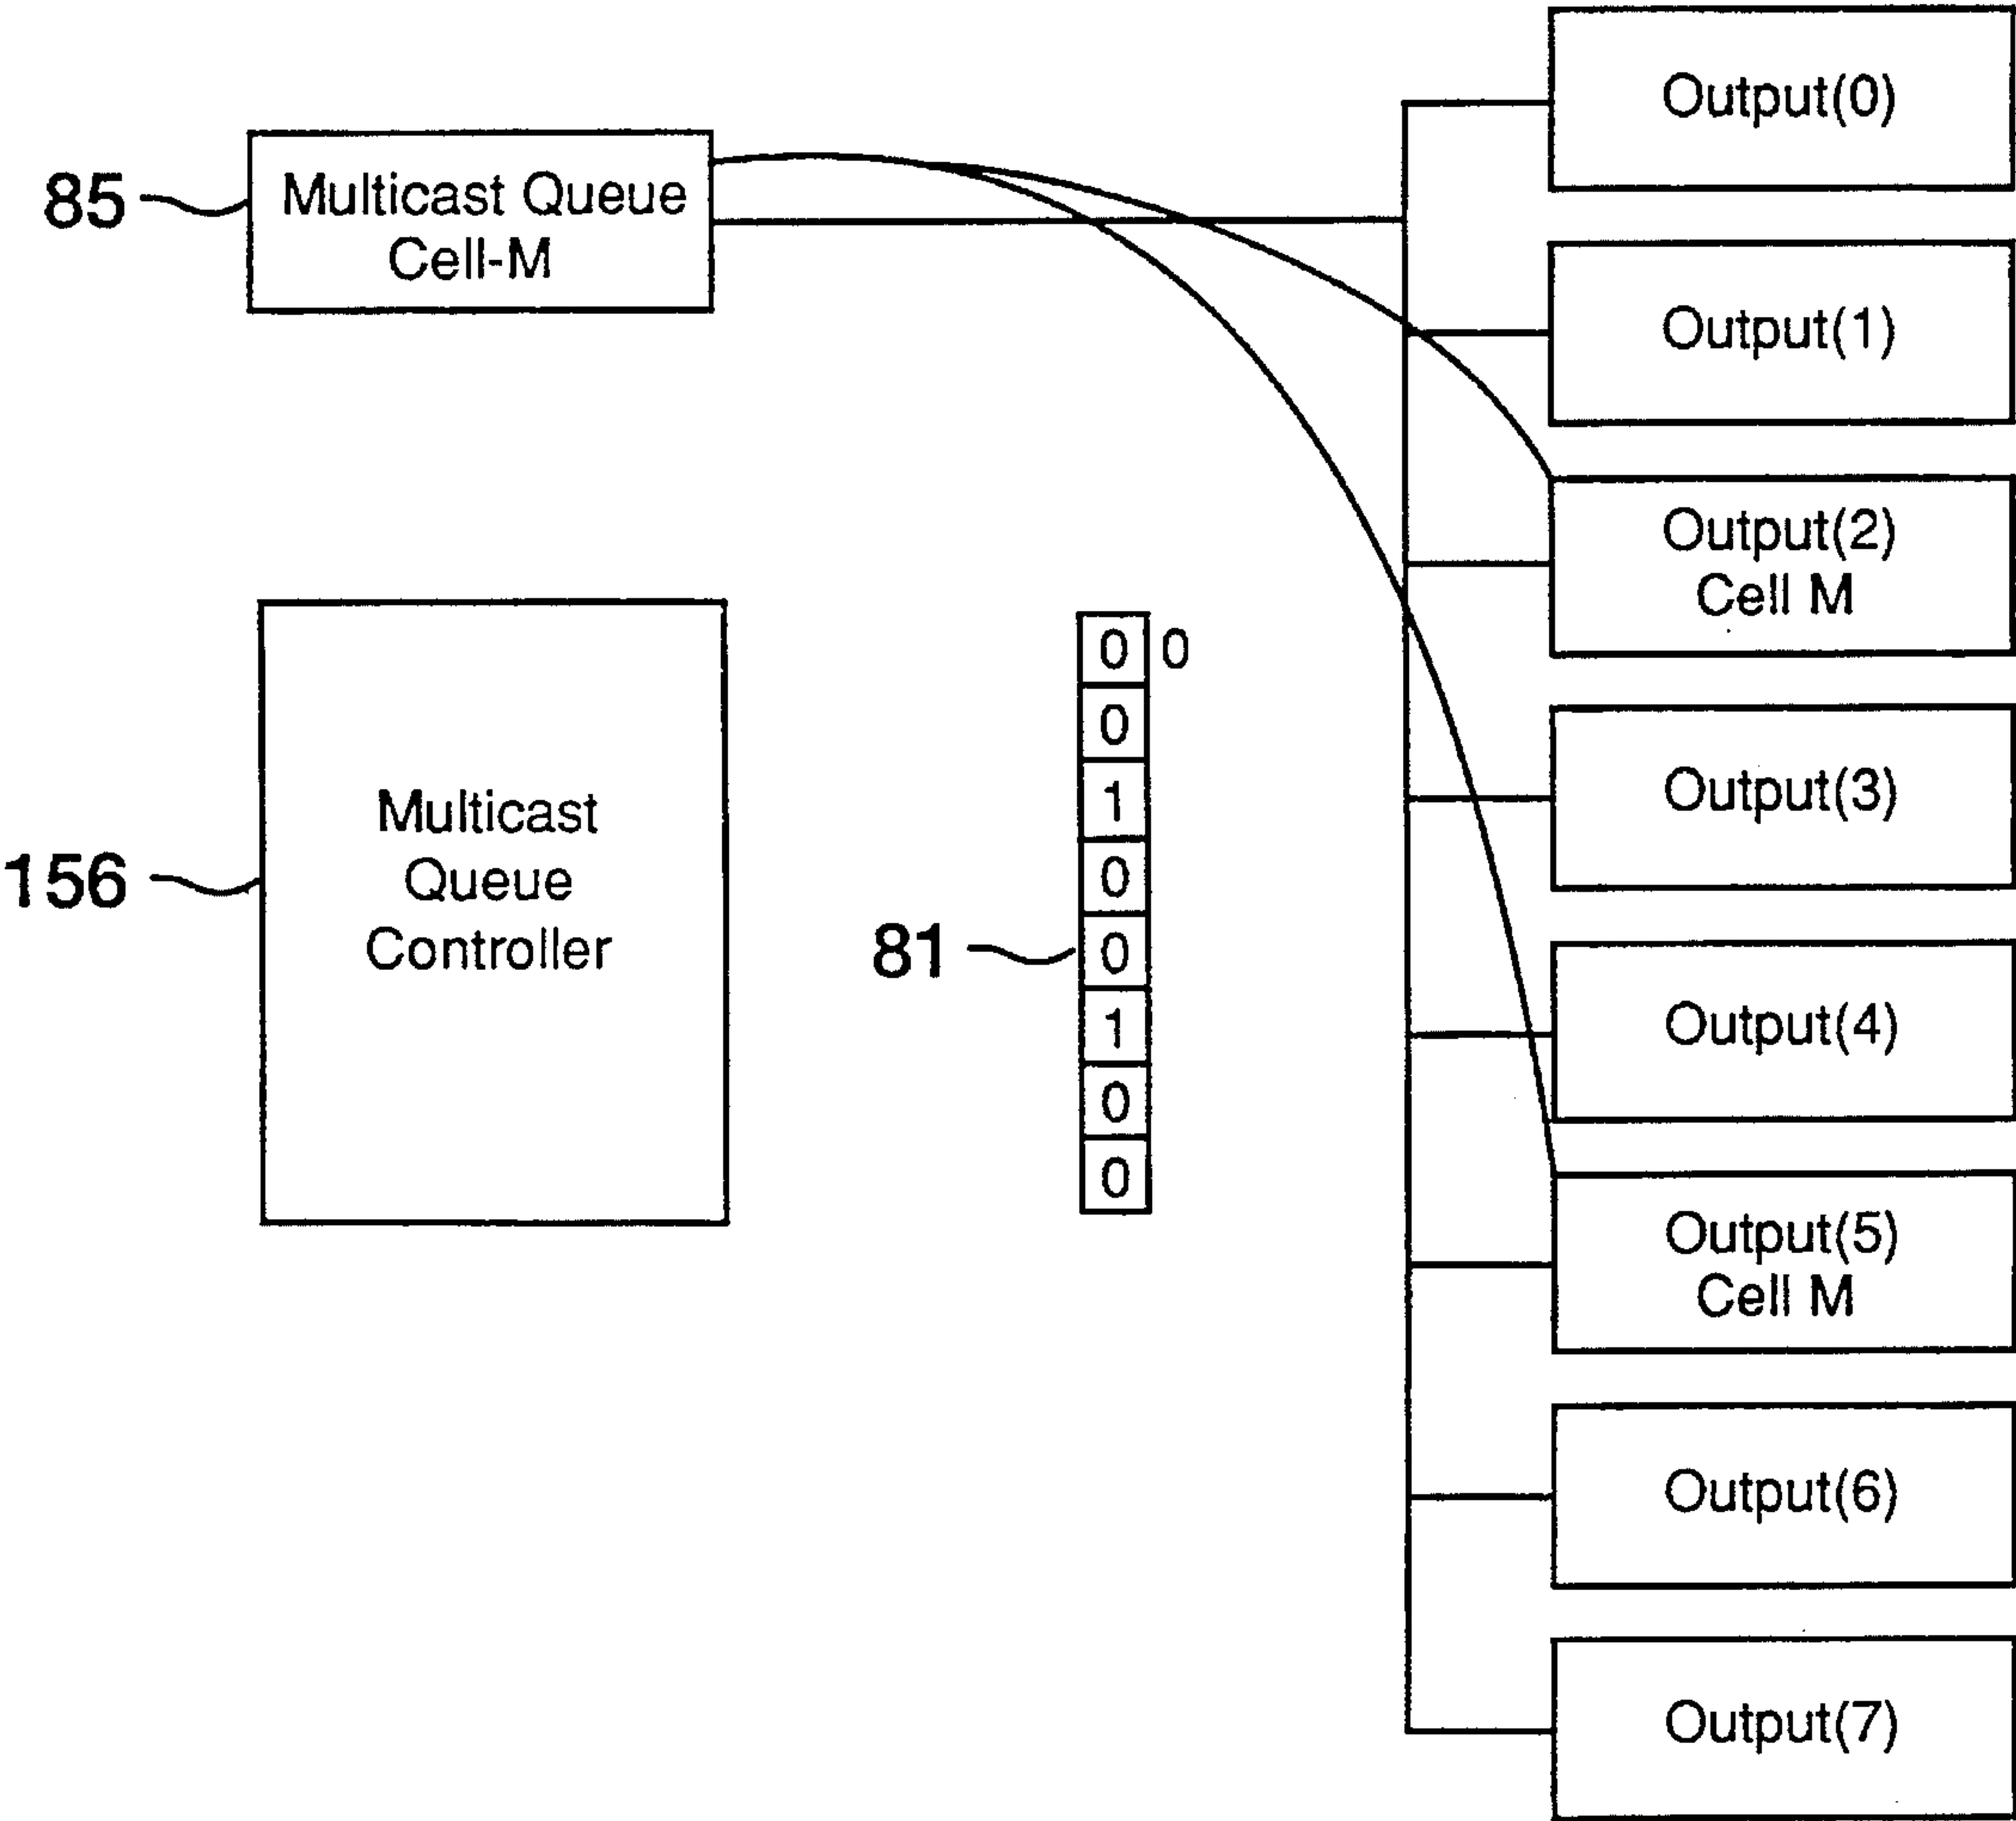 Output(0)
85
Multicast Queue
Cell-M
Output(1)
Output(2)
Cell M
156
Multicast
Queue
Controller
81
0 0
0
1
0
0
1
0
0
Output(3)
Output(4)
Output(5)
Cell M
Output(6)
Output(7)